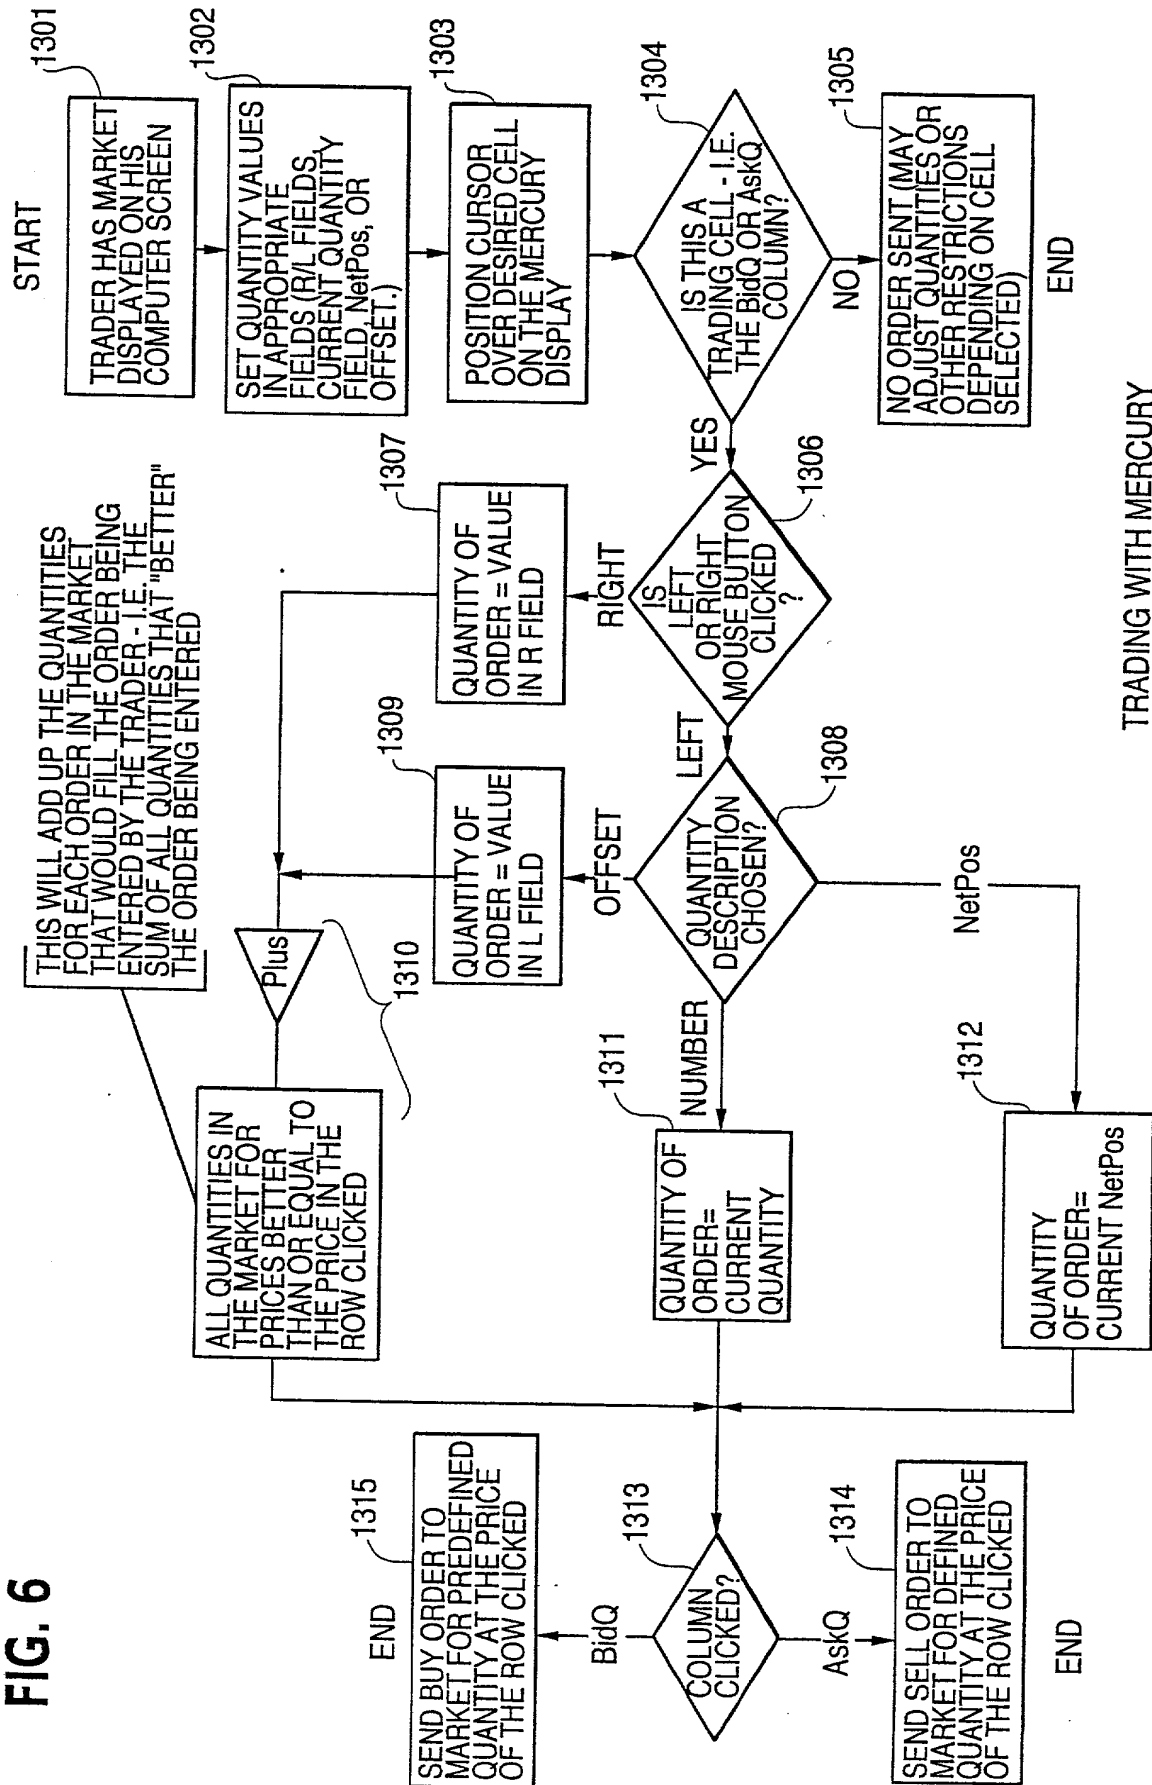 FIG. 6
START
1301
TRADER HAS MARKET
DISPLAYED ON HIS
COMPUTER SCREEN
1302
SET QUANTITY VALUES
IN APPROPRIATE
FIELDS (R/L FIELDS,
CURRENT QUANTITY
FIELD, NetPos, OR
OFFSET.)
1303
POSITION CURSOR
OVER DESIRED CELL
ON THE MERCURY
DISPLAY
1304
IS THIS A
TRADING CELL - I.E.
THE BidQ OR AskQ
COLUMN?
NO
1305
NO ORDER SENT (MAY
ADJUST QUANTITIES OR
OTHER RESTRICTIONS
DEPENDING ON CELL
SELECTED)
END
YES
1306
IS
LEFT
OR RIGHT
MOUSE BUTTON
CLICKED
?
RIGHT
1307
QUANTITY OF
ORDER = VALUE
IN R FIELD
LEFT
1308
QUANTITY
DESCRIPTION
CHOSEN?
OFFSET
1309
QUANTITY OF
ORDER = VALUE
IN L FIELD
Plus
1310
ALL QUANTITIES IN
THE MARKET FOR
PRICES BETTER
THAN OR EQUAL TO
THE PRICE IN THE
ROW CLICKED
THIS WILL ADD UP THE QUANTITIES
FOR EACH ORDER IN THE MARKET
THAT WOULD FILL THE ORDER BEING
ENTERED BY THE TRADER - I.E. THE
SUM OF ALL QUANTITIES THAT "BETTER"
THE ORDER BEING ENTERED
NUMBER
1311
QUANTITY OF
ORDER=
CURRENT
QUANTITY
NetPos
1312
QUANTITY
OF ORDER=
CURRENT NetPos
1313
COLUMN
CLICKED?
BidQ
1315
SEND BUY ORDER TO
MARKET FOR PREDEFINED
QUANTITY AT THE PRICE
OF THE ROW CLICKED
END
AskQ
1314
SEND SELL ORDER TO
MARKET FOR DEFINED
QUANTITY AT THE PRICE
OF THE ROW CLICKED
END
TRADING WITH MERCURY